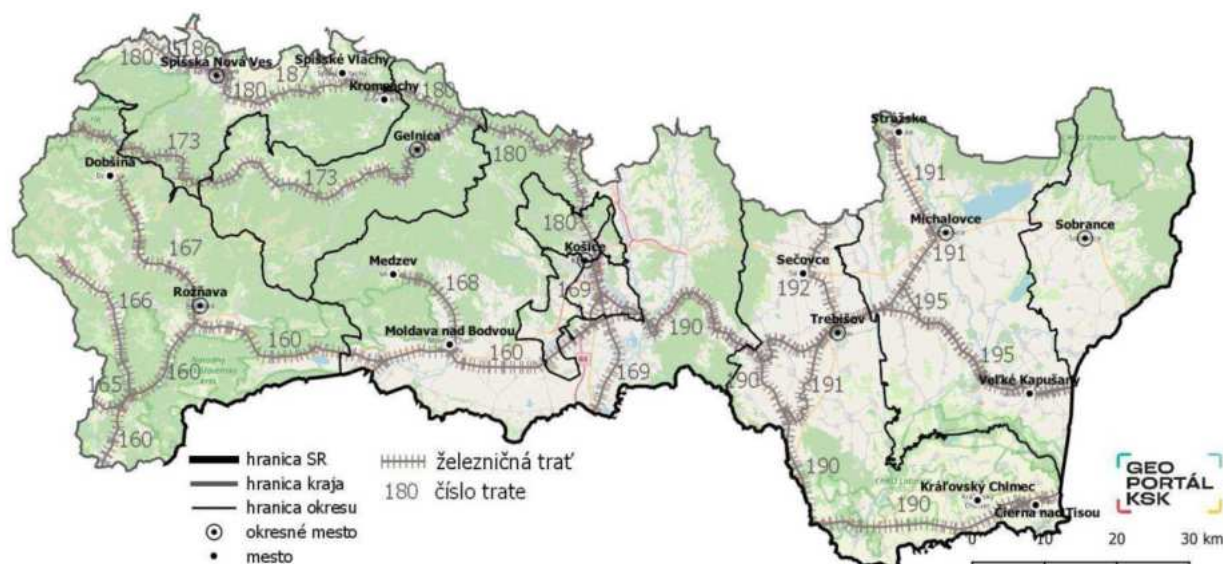 186
180
Spišská Nová Ves
Spišské Vlachy
187
180
Krompachy
180
Gelnica
180
173
Dobšiná
173
Strážske
191
180
Košice
Michalovce
191
Sobrance
167
Medzev
168
169
Sečovce
192
166
Rožňava
195
Trebišov
190
Moldava nad Bodvou
160
160
169
195
190
191
165
160
Veľké Kapušany
160
190
190
Kráľovský Chlmec
Čierna nad Tisou
hranica SR
hranica kraja
hranica okresu
okresné mesto
mesto
železničná trať
180 číslo trate
GEO
PORTÁL
KSK
0 10 20 30 km